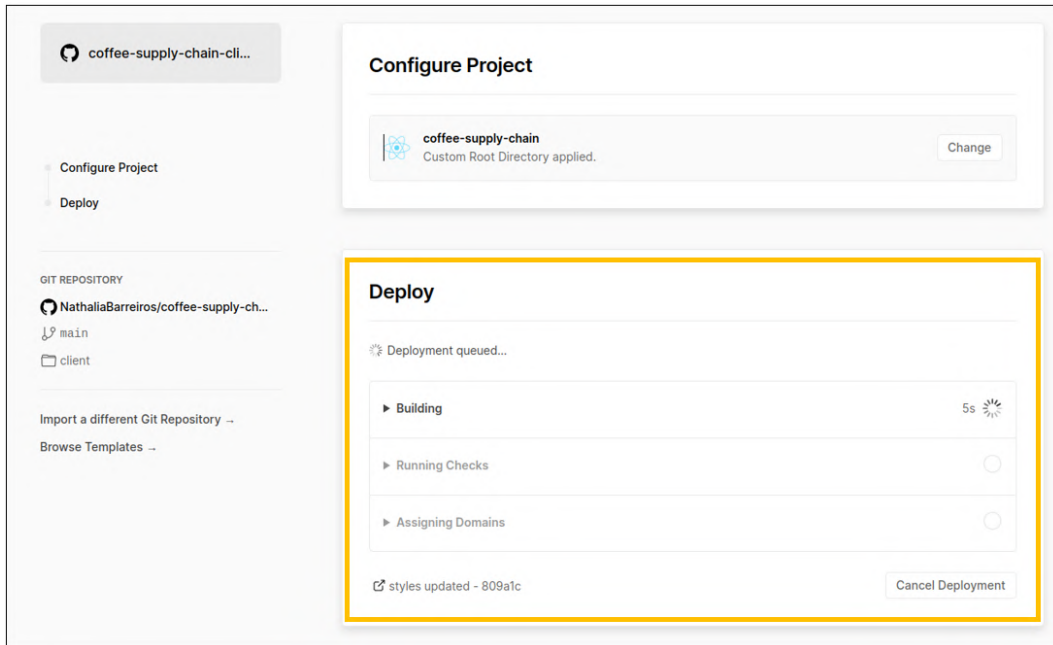 coffee-supply-chain-cli...
Configure Project
Deploy
GIT REPOSITORY
NathaliaBarreiros/coffee-supply-ch...
main
client
Import a different Git Repository →
Browse Templates →
Configure Project
coffee-supply-chain
Custom Root Directory applied.
Change
Deploy
Deployment queued...
Building
5s
Running Checks
Assigning Domains
styles updated - 809a1c
Cancel Deployment